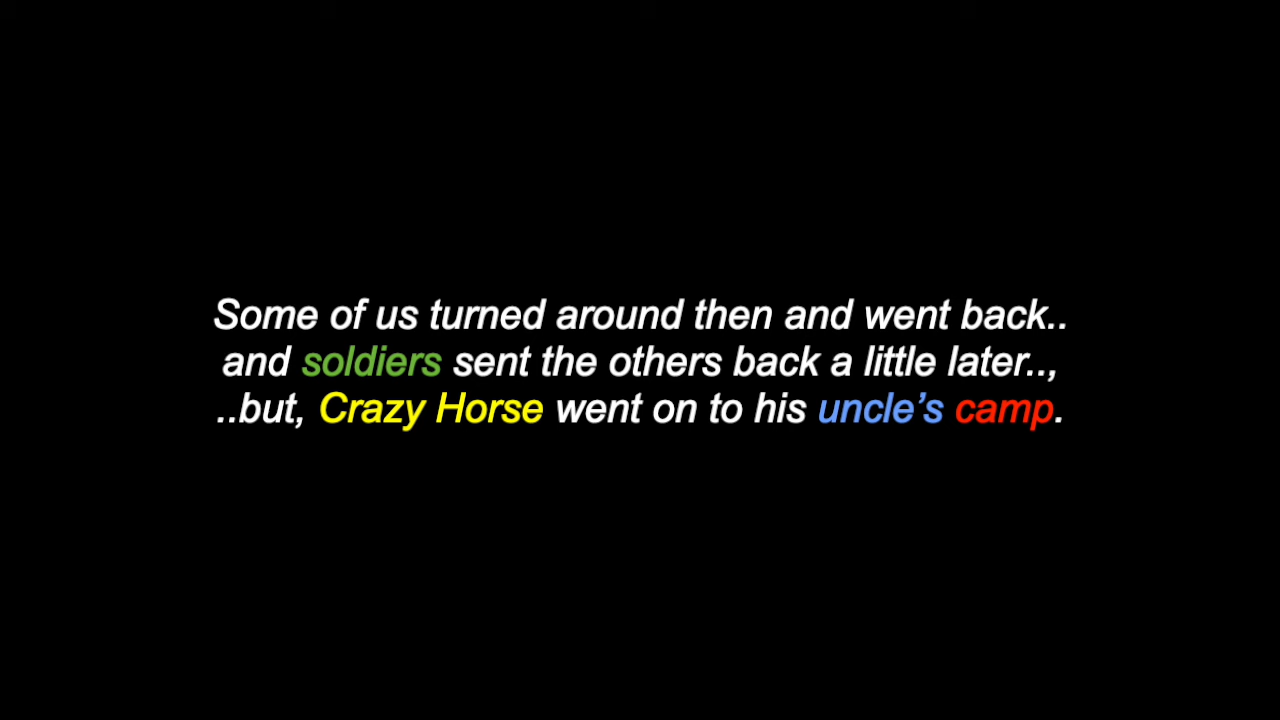 Some of us turned around then and went back..
and soldiers sent the others back a little later..,
..but, Crazy Horse went on to his uncle’s camp.